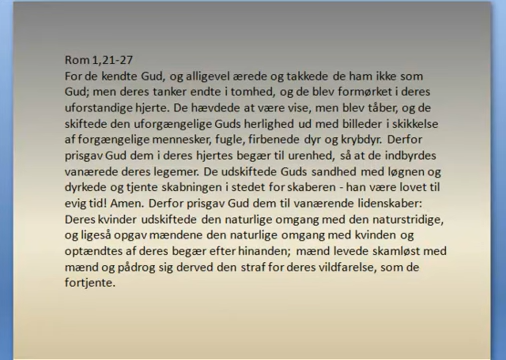 Rom 1,21-27
For de kendte Gud, og alligevel ærede og takkede de ham ikke som
Gud; men deres tanker endte i tomhed, og de blev formørket i deres
uforstandige hjerte. De hævdede at være vise, men blev tåber, og de
skiftede den uforgængelige Guds herlighed ud med billeder i skikkelse
af forgængelige mennesker, fugle, firbenede dyr og krybdyr. Derfor
prisgav Gud dem i deres hjertes begær til urenhed, så at de indbyrdes
vanærede deres legemer. De udskiftede Guds sandhed med løgnen og
dyrkede og tjente skabningen i stedet for skaberen - han være lovet til
evig tid! Amen. Derfor prisgav Gud dem til vanærende lidenskaber:
Deres kvinder udskiftede den naturlige omgang med den naturstridige,
og ligeså opgav mændene den naturlige omgang med kvinden og
optændtes af deres begær efter hinanden; mænd levede skamløst med
mænd og pådrog sig derved den straf for deres vildfarelse, som de
fortjente.